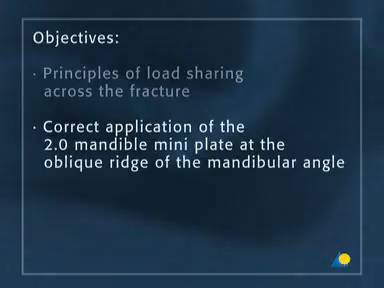 Objectives:
· Principles of load sharing
across the fracture
· Correct application of the
2.0 mandible mini plate at the
oblique ridge of the mandibular angle